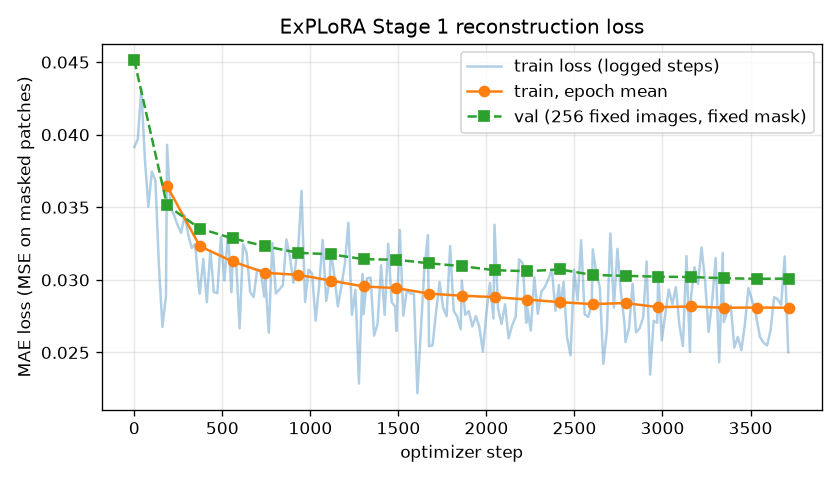 ExPLoRA Stage 1 reconstruction loss
MAE loss (MSE on masked patches)
0.045
0.040
0.035
0.030
0.025
train loss (logged steps)
train, epoch mean
val (256 fixed images, fixed mask)
0 500 1000 1500 2000 2500 3000 3500
optimizer step